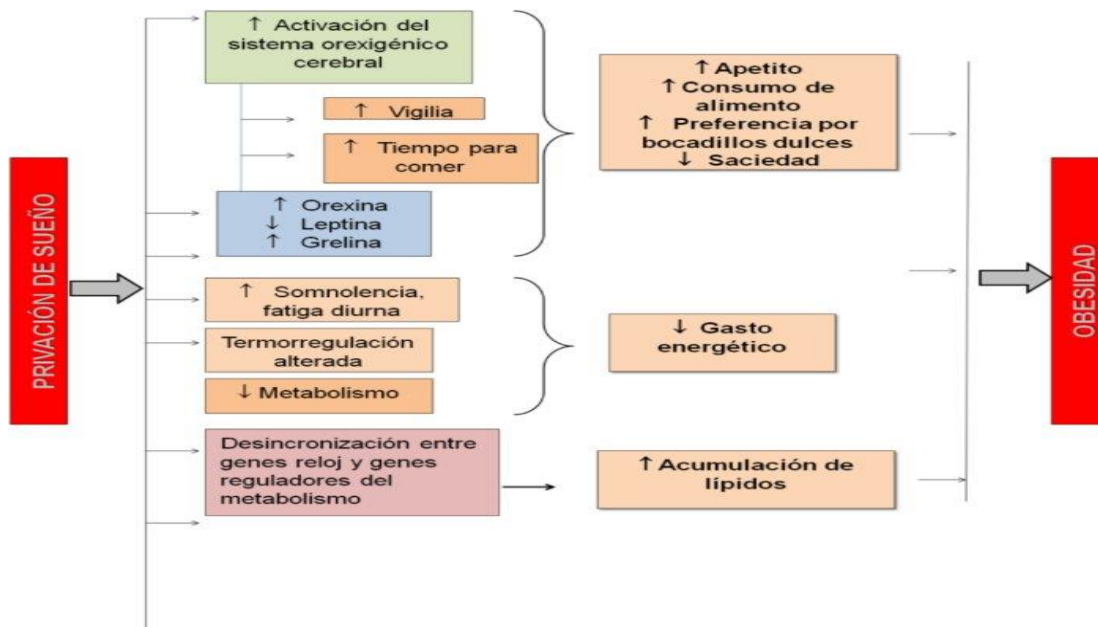 PRIVACIÓN DE SUEÑO
↑ Activación del
sistema orexigénico
cerebral
↑ Vigilia
↑ Tiempo para
comer
↑ Orexina
↓ Leptina
↑ Grelina
↑ Somnolencia,
fatiga diurna
Termorregulación
alterada
↓ Metabolismo
Desincronización entre
genes reloj y genes
reguladores del
metabolismo
↑ Apetito
↑ Consumo de
alimento
↑ Preferencia por
bocadillos dulces
↓ Saciedad
↓ Gasto
energético
↑ Acumulación de
lípidos
OBESIDAD